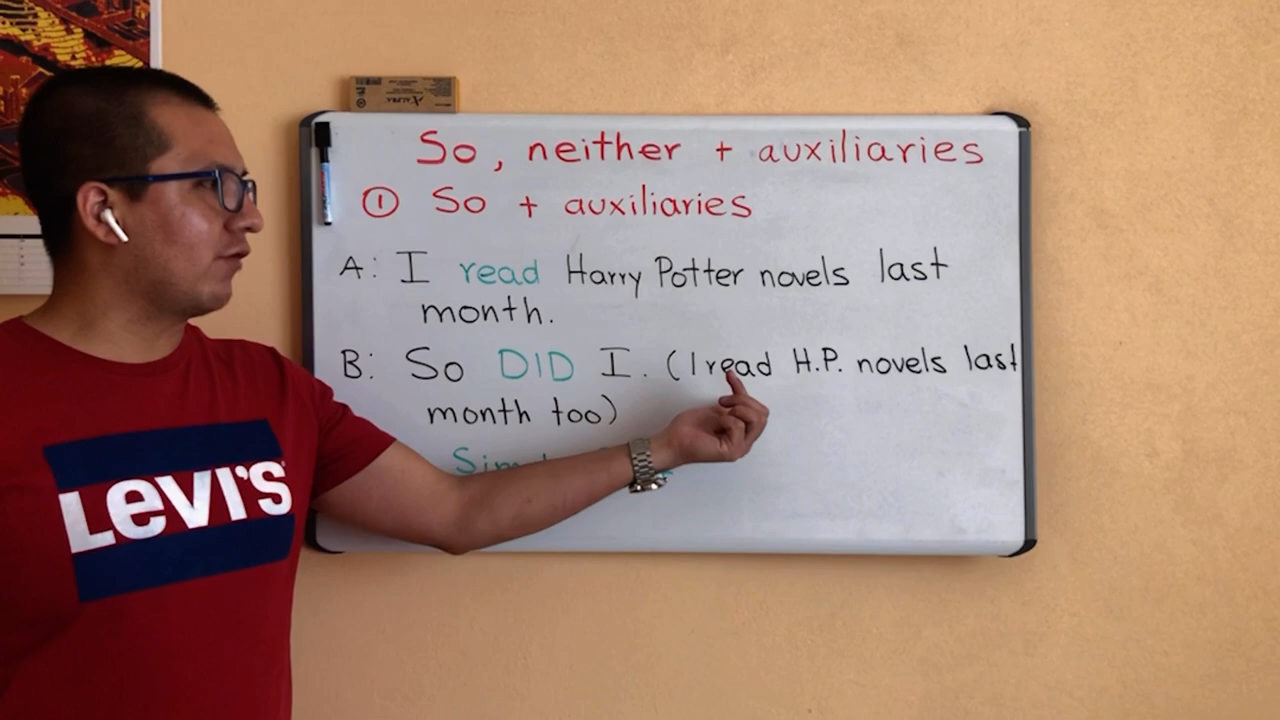 So, neither + auxiliaries
① So + auxiliaries
A: I read Harry Potter novels last
month.
B: So DID I. (I read H.P. novels last
month too)
LEVI'S
ALPRA